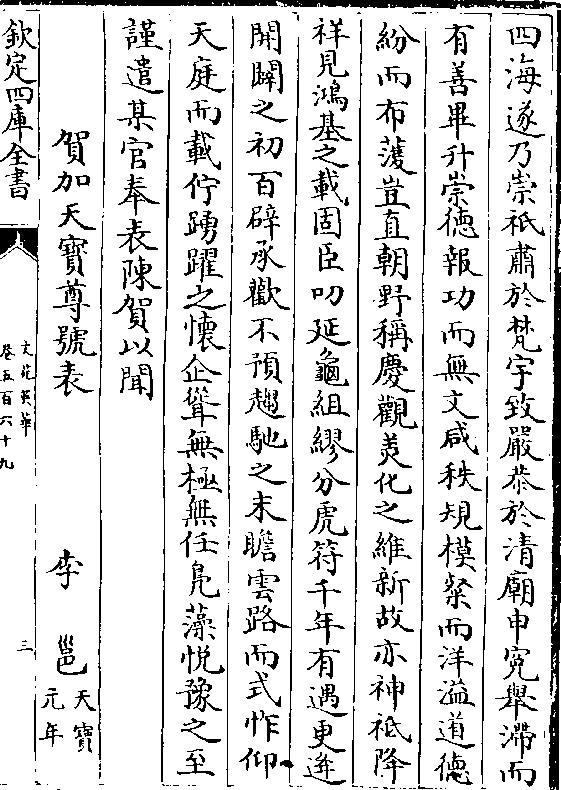 四海遂乃崇祇肅於梵宇致嚴恭於清廟申寃舉滯而
有善畢升崇德報功而無文咸秩規模粲而洋溢道德
紛而布濩豈直朝野稱慶觀美化之維新故亦神祇降
祥見鴻基之載固臣叨延龜組繆分虎符千年有遇更逢
開闢之初百辟承歡不預趨馳之末瞻雲路而式怍仰
天庭而載佇踴躍之懷企聳無極無任鳧藻悦豫之至
謹遣某官奉表陳賀以聞
賀加天寶尊號表 李邕 天寶元年
欽定四庫全書
文苑英華
卷五百六十九
三